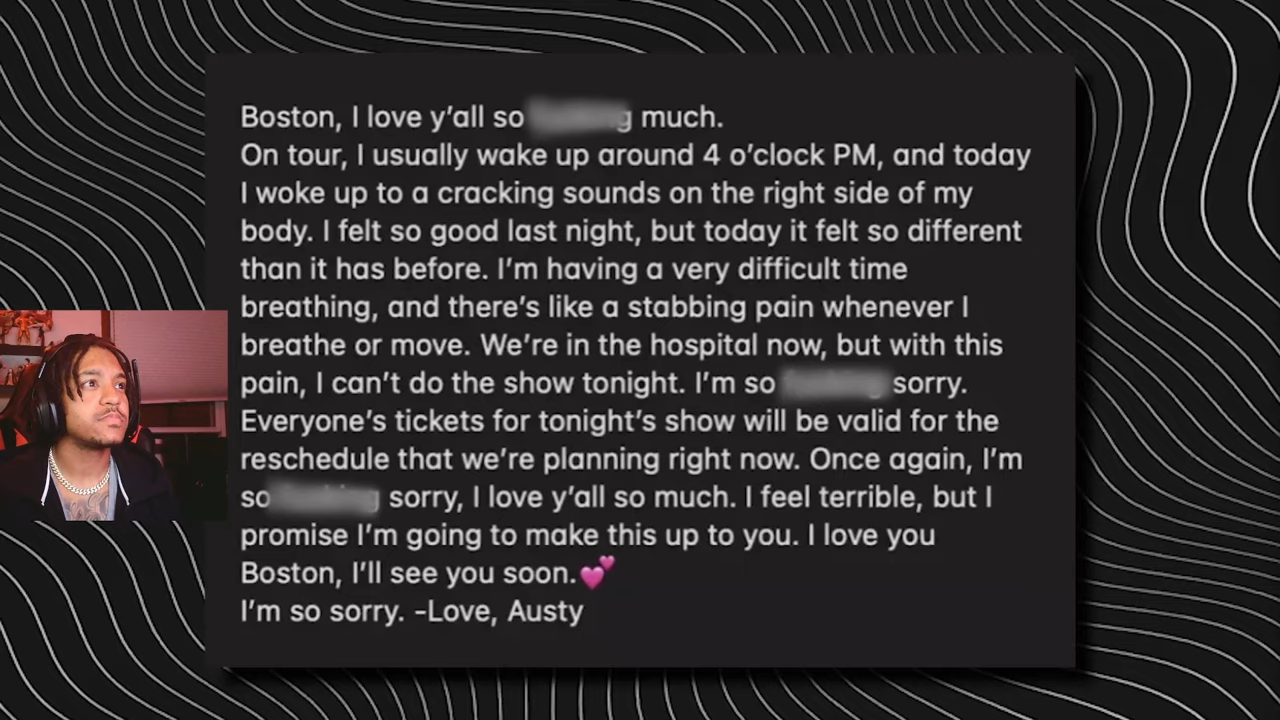 Boston, I love y'all so much.
On tour, I usually wake up around 4 o'clock PM, and today
I woke up to a cracking sounds on the right side of my
body. I felt so good last night, but today it felt so different
than it has before. I'm having a very difficult time
breathing, and there's like a stabbing pain whenever I
breathe or move. We're in the hospital now, but with this
pain, I can't do the show tonight. I'm so sorry.
Everyone's tickets for tonight's show will be valid for the
reschedule that we're planning right now. Once again, I'm
so sorry, I love y'all so much. I feel terrible, but I
promise I'm going to make this up to you. I love you
Boston, I'll see you soon.💕
I'm so sorry. -Love, Austy